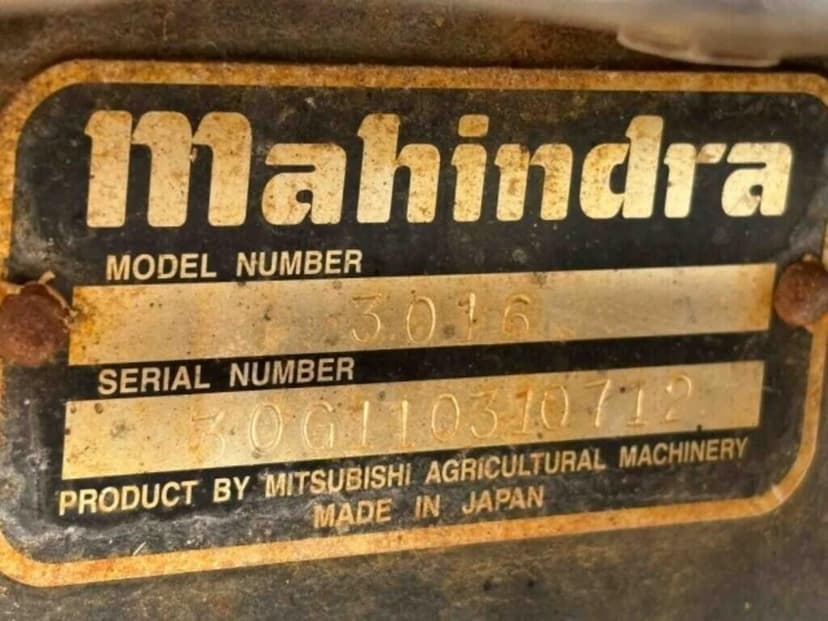 Mahindra
MODEL NUMBER
3016
SERIAL NUMBER
30G110310712
PRODUCT BY MITSUBISHI AGRICULTURAL MACHINERY
MADE IN JAPAN